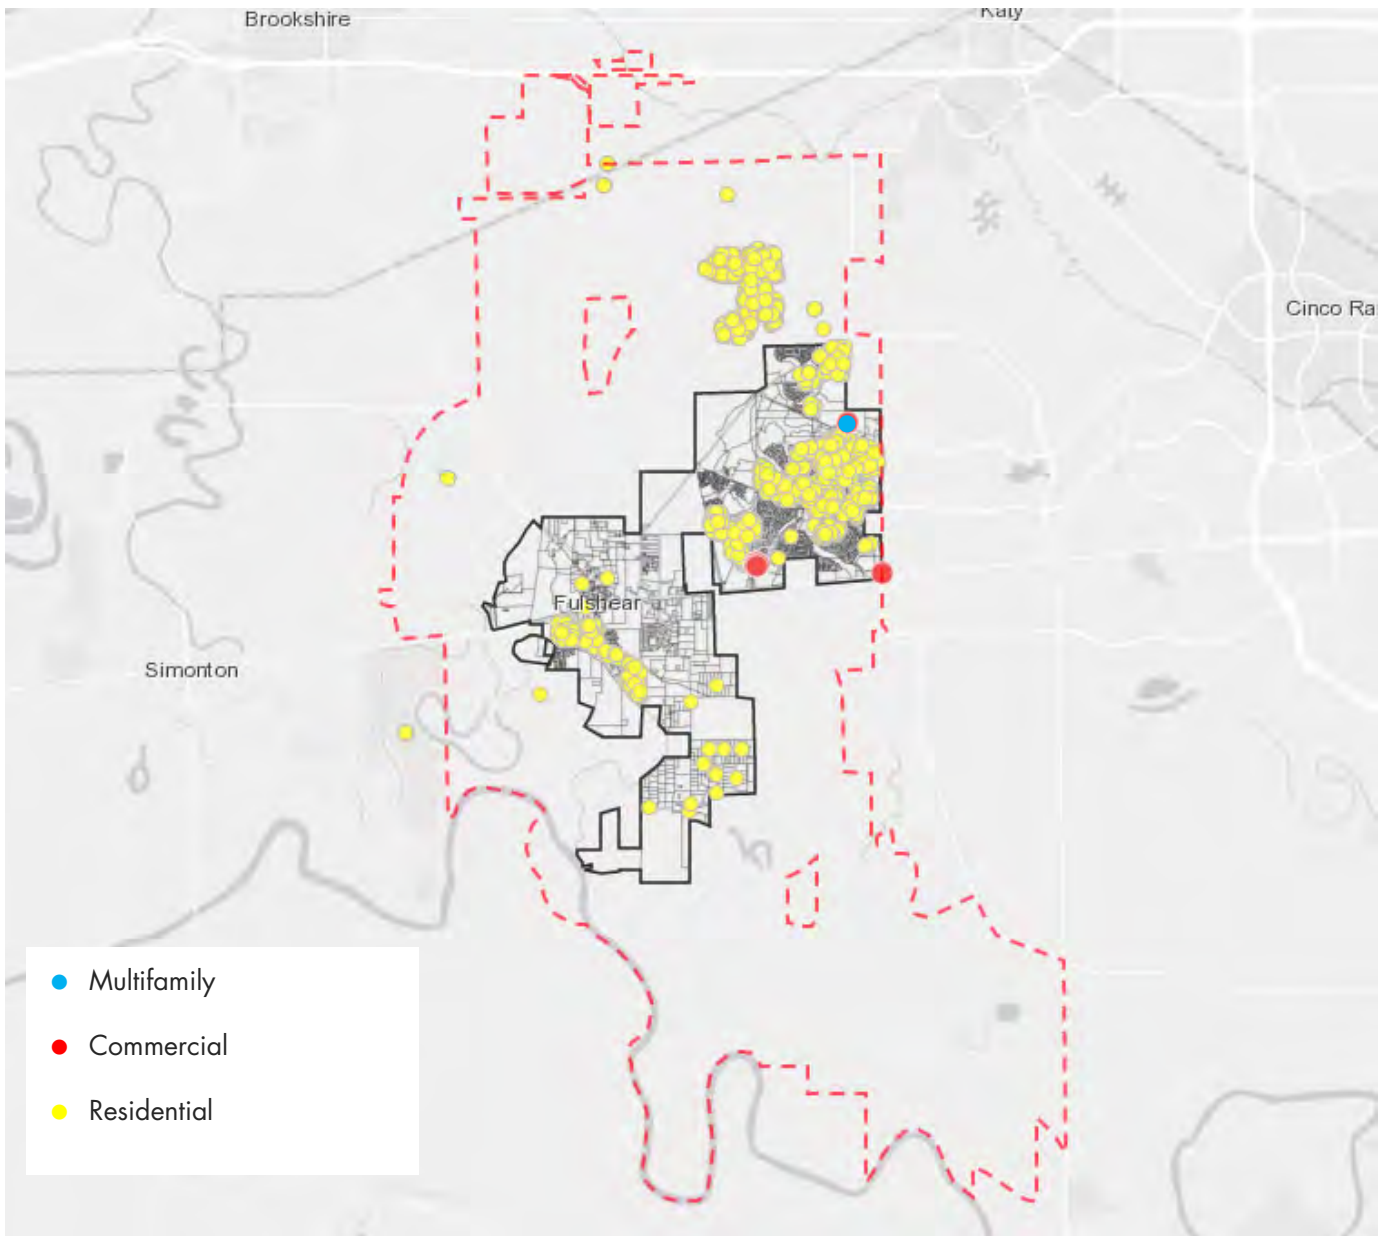 Brookshire
Katy
Cinco Ra
Fulshear
Simonton
Multifamily
Commercial
Residential